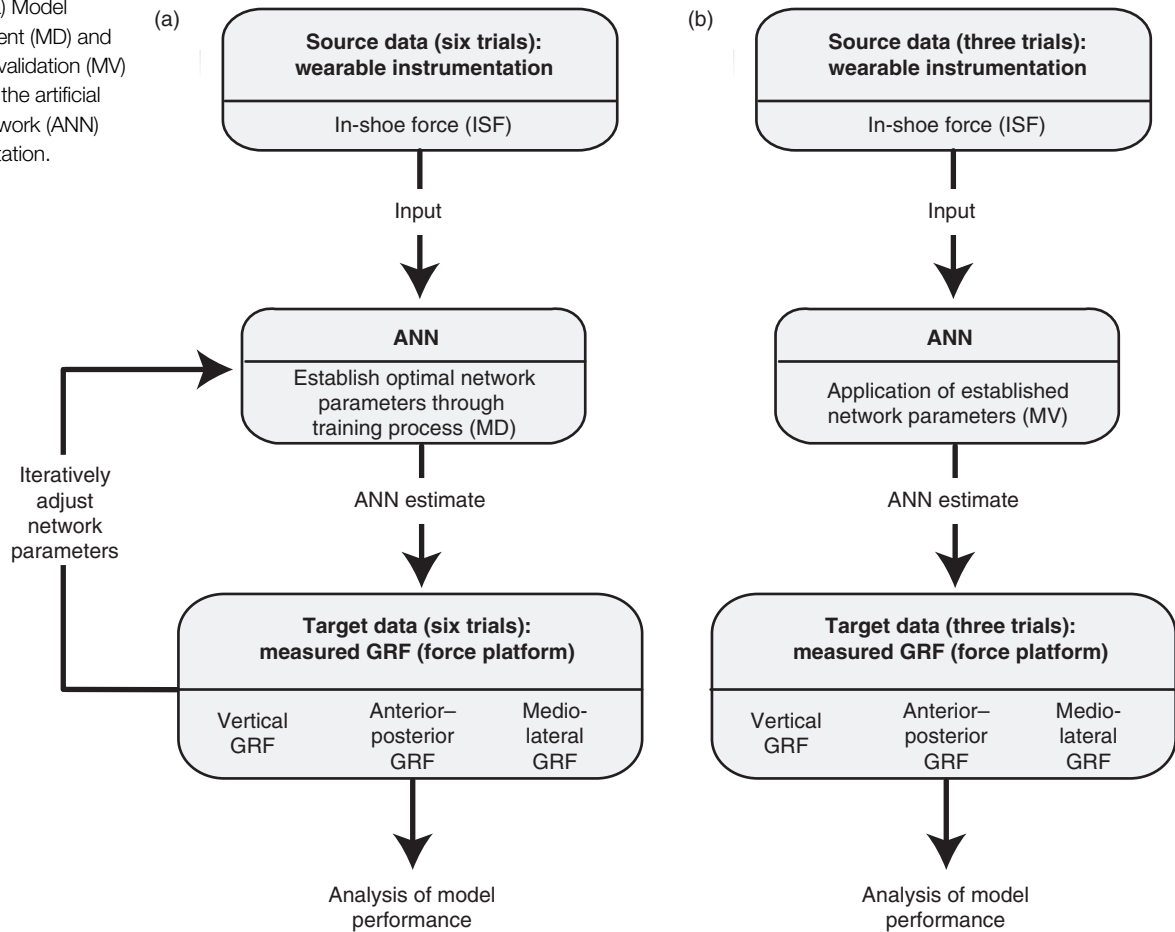 Model
(MD) and
validation (MV)
the artificial
(ANN)
(a)
Source data (six trials):
wearable instrumentation
In-shoe force (ISF)
Input
ANN
Establish optimal network
parameters through
training process (MD)
Iteratively
adjust
network
parameters
ANN estimate
Target data (six trials):
measured GRF (force platform)
Vertical
GRF
Anterior–
posterior
GRF
Medio-
lateral
GRF
Analysis of model
performance
(b)
Source data (three trials):
wearable instrumentation
In-shoe force (ISF)
Input
ANN
Application of established
network parameters (MV)
ANN estimate
Target data (three trials):
measured GRF (force platform)
Vertical
GRF
Anterior–
posterior
GRF
Medio-
lateral
GRF
Analysis of model
performance